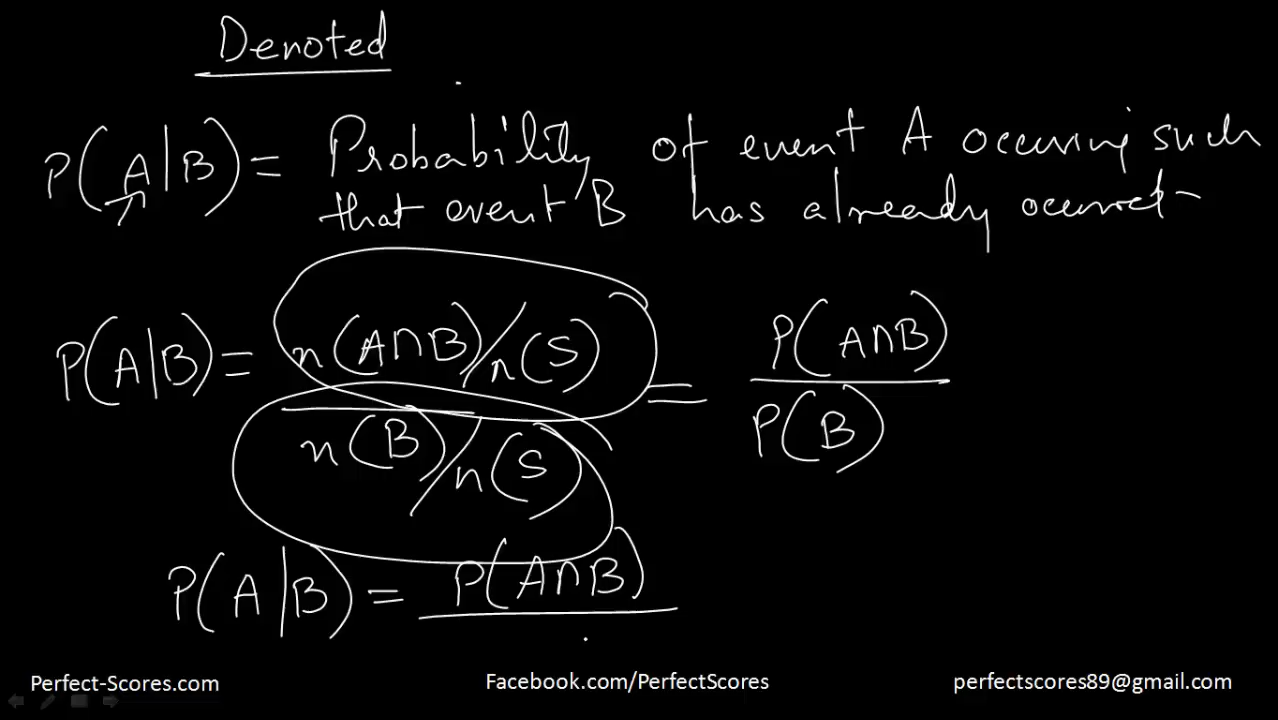 Denoted
P(A|B) = Probability of event A occuring such
that event B has already occurred
P(A|B) = n(A∩B)/n(S) / n(B)/n(S) = P(A∩B) / P(B)
P(A|B) = P(A∩B)
Perfect-Scores.com Facebook.com/PerfectScores perfectscores89@gmail.com